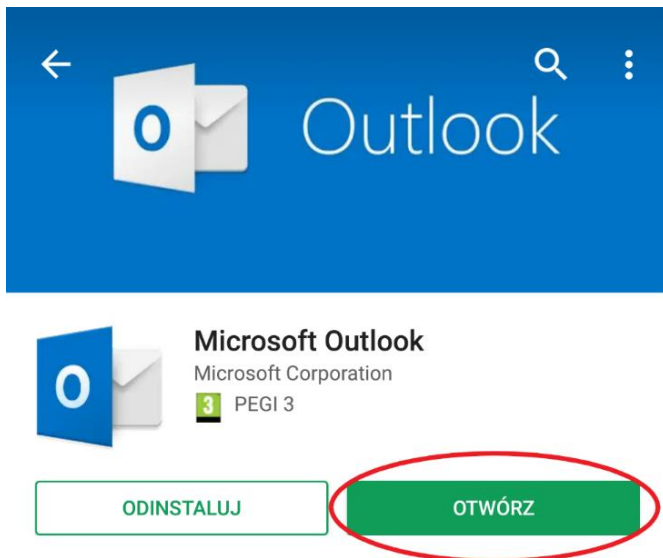 O
Outlook
Microsoft Outlook
O
Microsoft Corporation
3 PEGI 3
ODINSTALUJ
OTWÓRZ